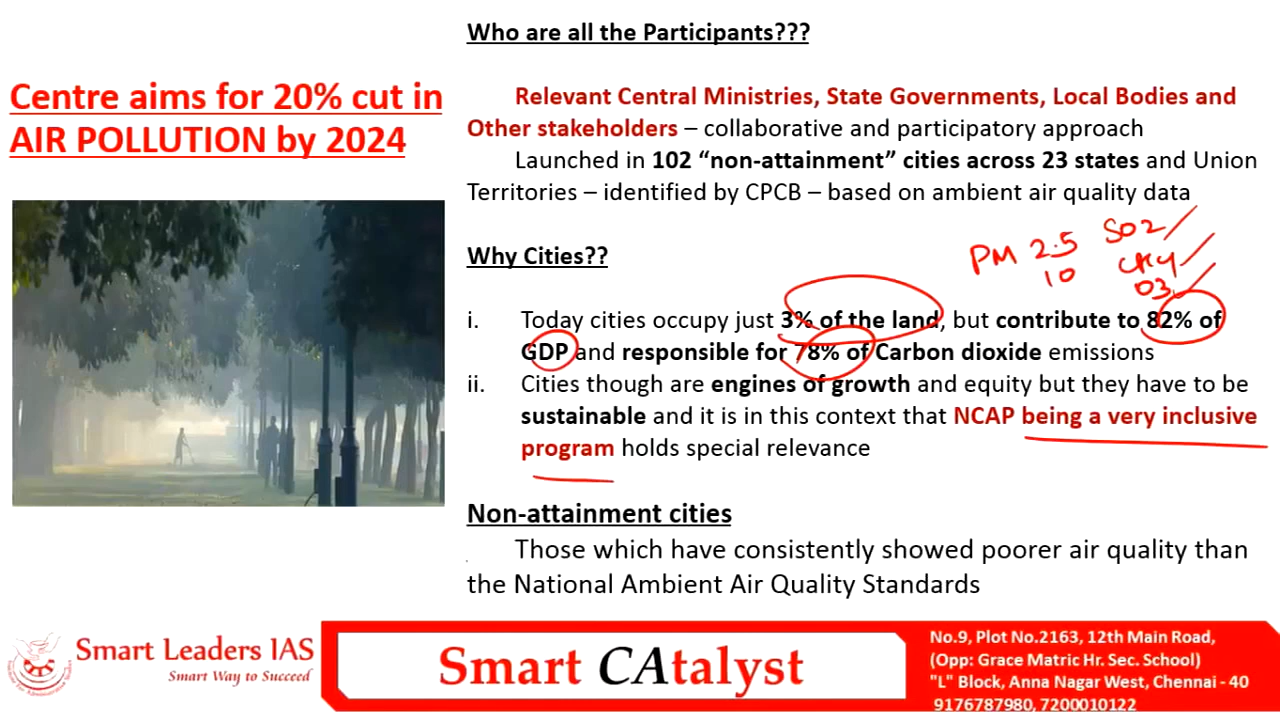 Who are all the Participants???
Centre aims for 20% cut in
AIR POLLUTION by 2024
Relevant Central Ministries, State Governments, Local Bodies and
Other stakeholders – collaborative and participatory approach
Launched in 102 “non-attainment” cities across 23 states and Union
Territories – identified by CPCB – based on ambient air quality data
Why Cities??
PM 2.5
10
SO2
CH4
O3
i. Today cities occupy just 3% of the land, but contribute to 82% of
GDP and responsible for 78% of Carbon dioxide emissions
ii. Cities though are engines of growth and equity but they have to be
sustainable and it is in this context that NCAP being a very inclusive
program holds special relevance
Non-attainment cities
Those which have consistently showed poorer air quality than
the National Ambient Air Quality Standards
Smart Leaders IAS
Smart Way to Succeed
Smart CAtalyst
No.9, Plot No.2163, 12th Main Road,
(Opp: Grace Matric Hr. Sec. School)
"L" Block, Anna Nagar West, Chennai - 40
9176787980, 7200010122